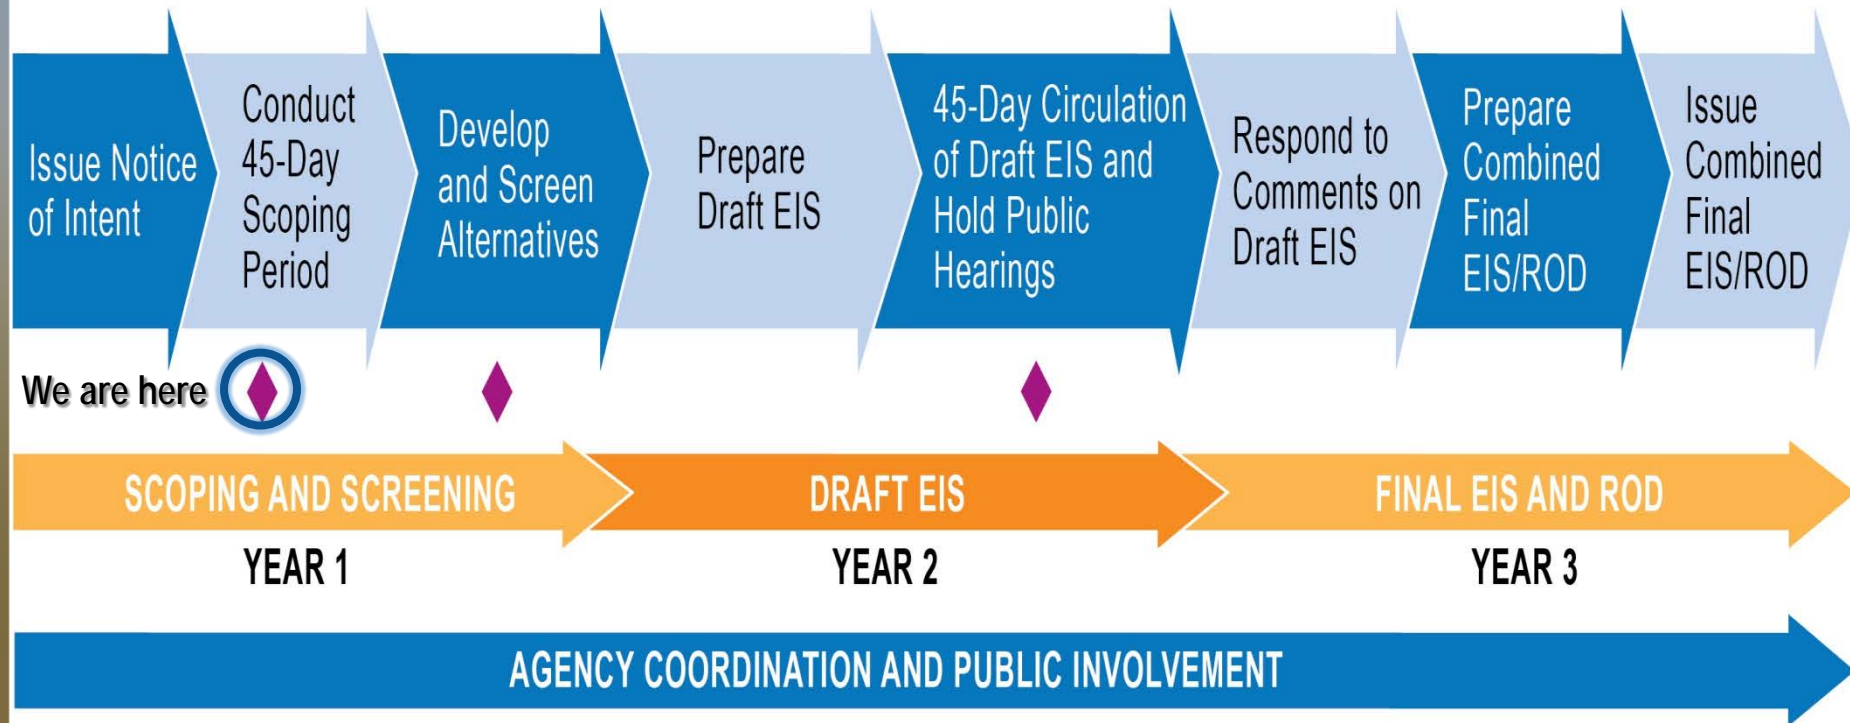 Issue Notice
of Intent
Conduct
45-Day
Scoping
Period
Develop
and Screen
Alternatives
Prepare
Draft EIS
45-Day Circulation
of Draft EIS and
Hold Public
Hearings
Respond to
Comments on
Draft EIS
Prepare
Combined
Final
EIS/ROD
Issue
Combined
Final
EIS/ROD
We are here
SCOPING AND SCREENING
DRAFT EIS
FINAL EIS AND ROD
YEAR 1
YEAR 2
YEAR 3
AGENCY COORDINATION AND PUBLIC INVOLVEMENT